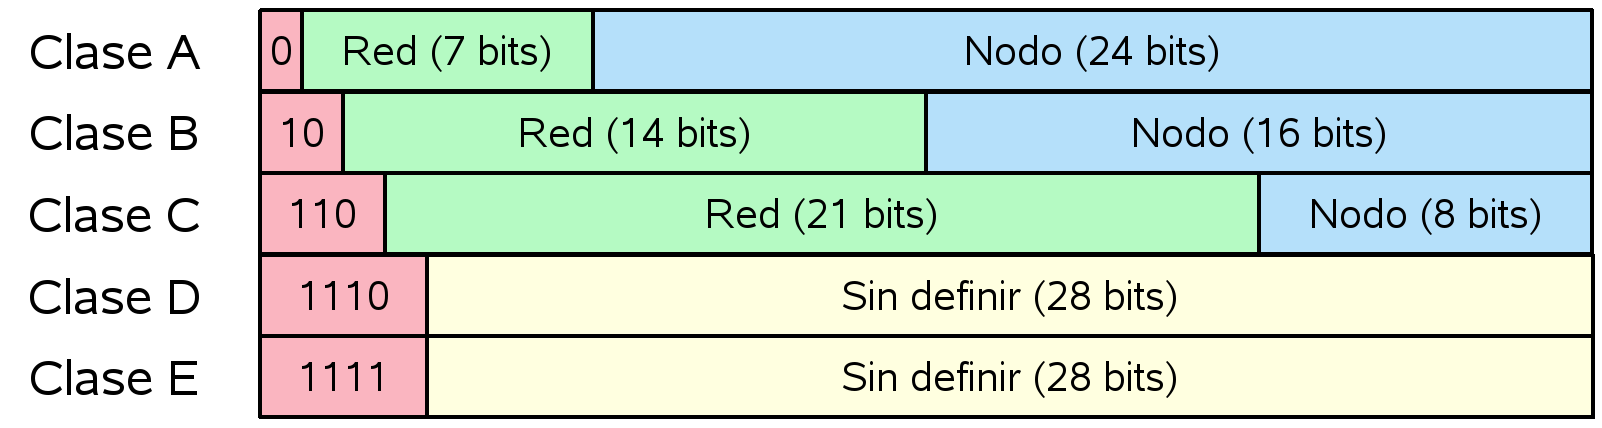 Clase A 0 Red (7 bits) Nodo (24 bits)
Clase B 10 Red (14 bits) Nodo (16 bits)
Clase C 110 Red (21 bits) Nodo (8 bits)
Clase D 1110 Sin definir (28 bits)
Clase E 1111 Sin definir (28 bits)